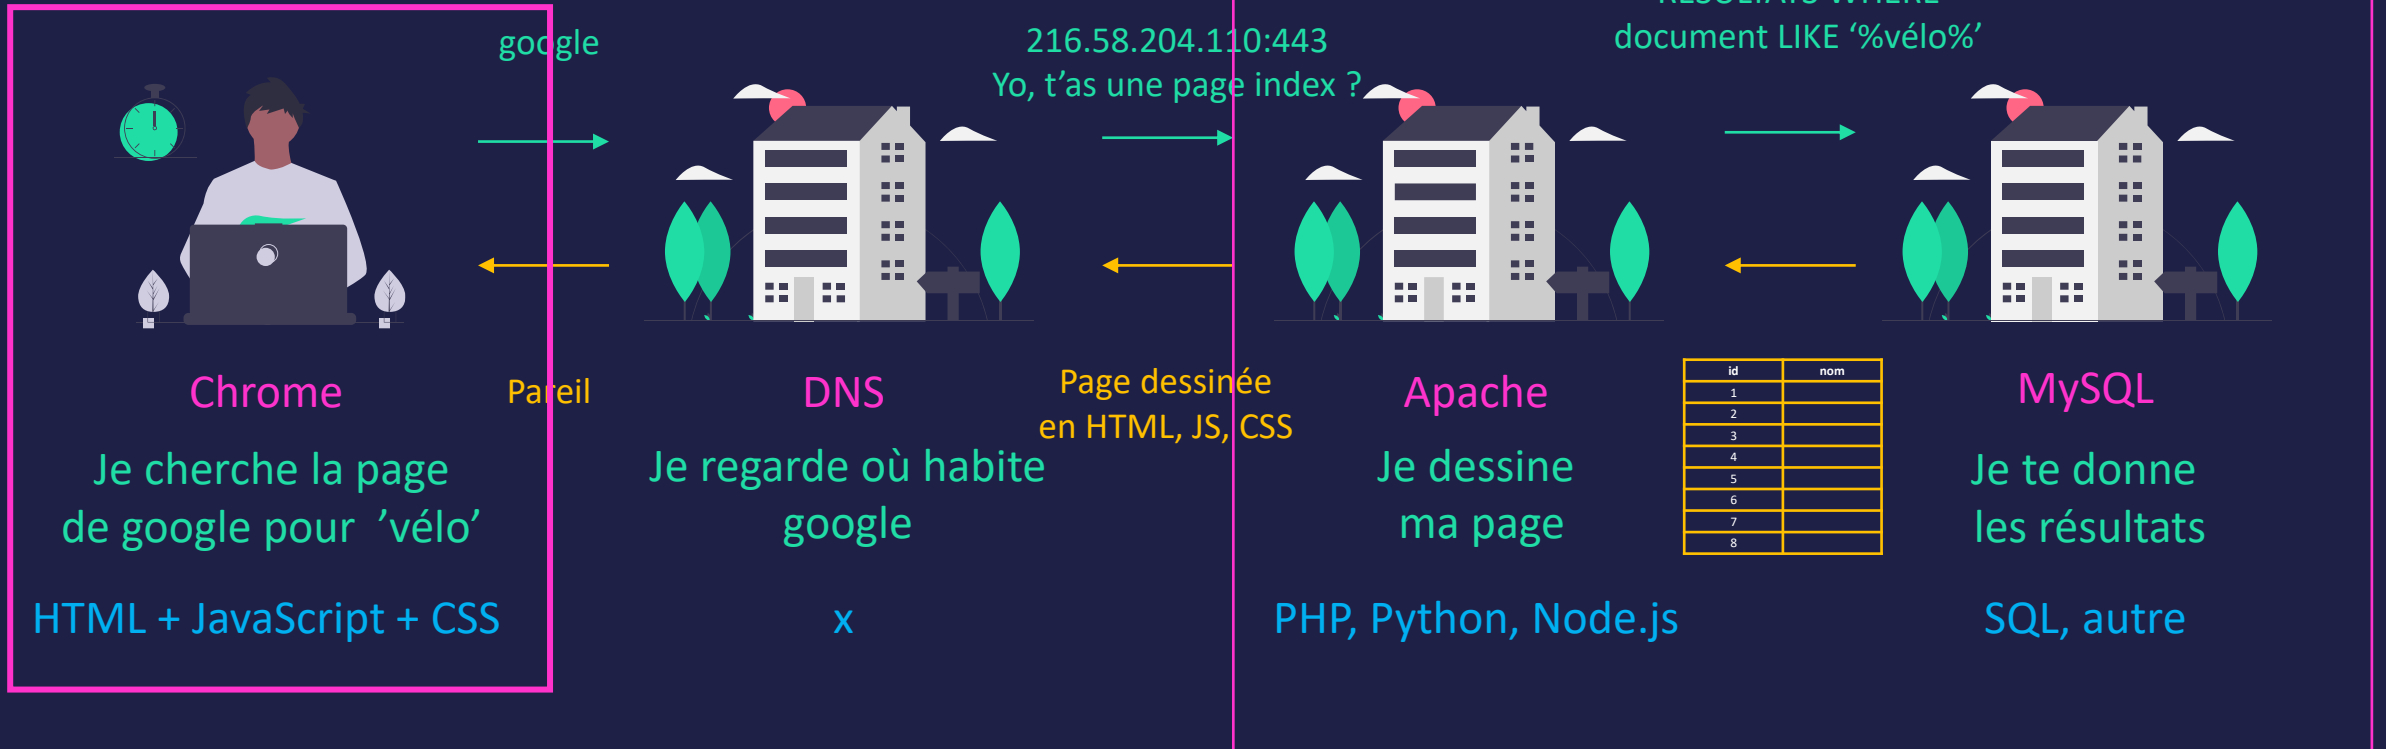 google
216.58.204.110:443
Yo, t’as une page index ?
RESULTATS WHERE
document LIKE ‘%vélo%’
Chrome
Pareil
DNS
Page dessinée
en HTML, JS, CSS
Apache
id nom
1
2
3
4
5
6
7
8
MySQL
Je cherche la page
de google pour ’vélo’
Je regarde où habite
google
Je dessine
ma page
Je te donne
les résultats
HTML + JavaScript + CSS
x
PHP, Python, Node.js
SQL, autre